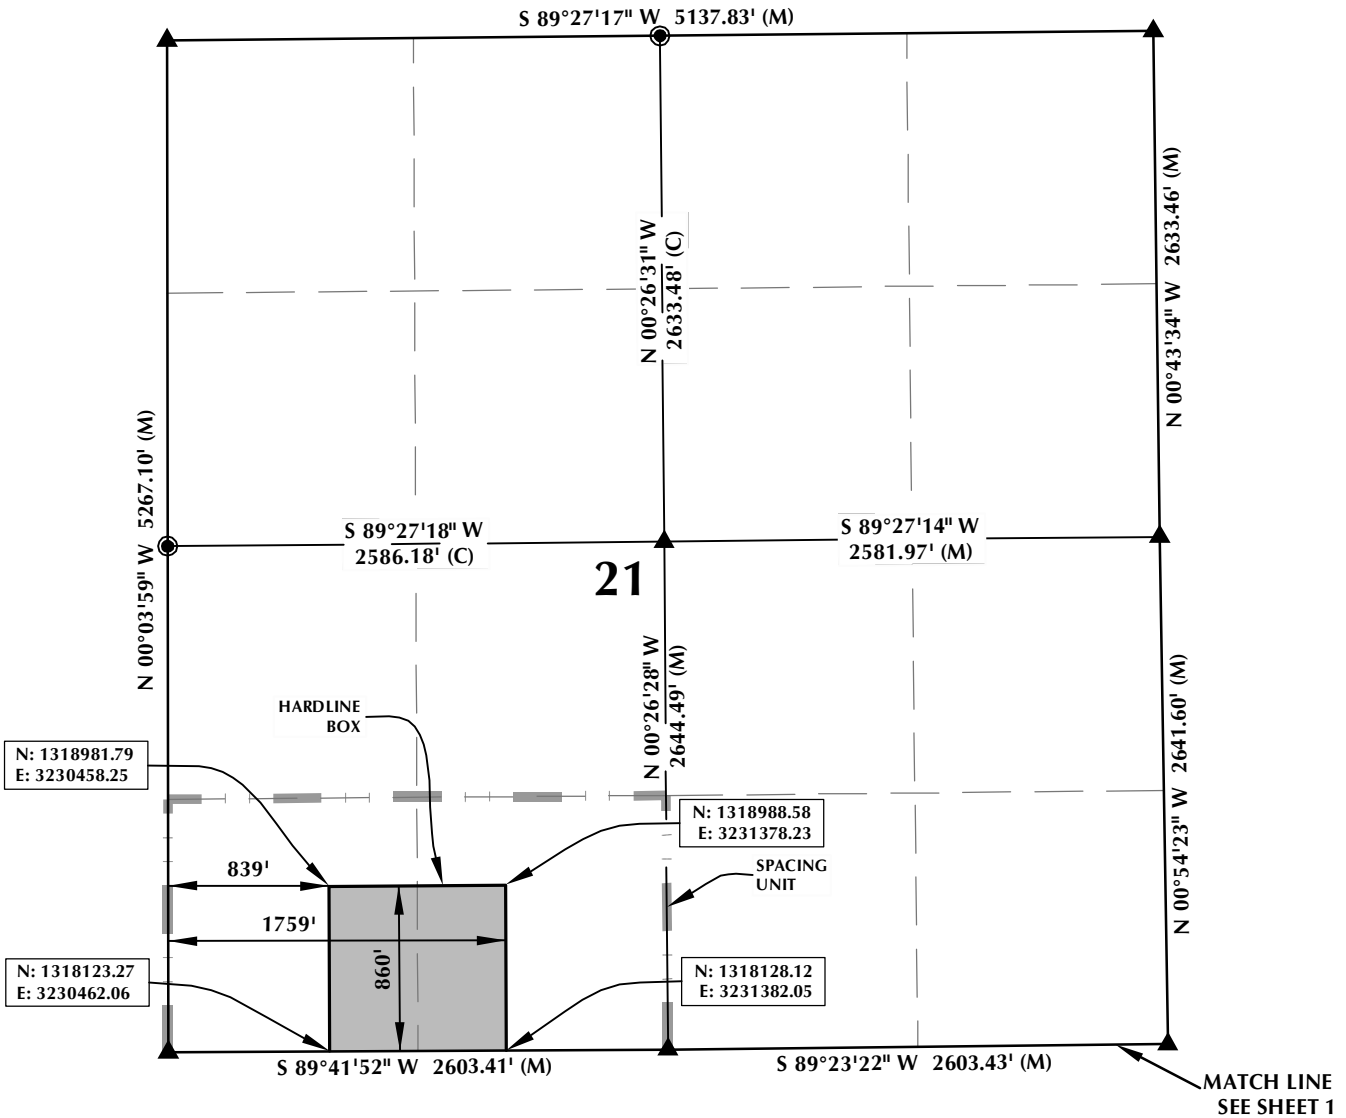 S 89°27'17" W 5137.83' (M)
N 00°26'31" W
2633.48' (C)
N 00°43'34" W 2633.46' (M)
N 00°03'59" W 5267.10' (M)
S 89°27'18" W
2586.18' (C)
S 89°27'14" W
2581.97' (M)
21
N 00°26'28" W
2644.49' (M)
N 00°54'23" W 2641.60' (M)
HARDLINE
BOX
N: 1318981.79
E: 3230458.25
N: 1318988.58
E: 3231378.23
SPACING
UNIT
839'
1759'
860'
N: 1318123.27
E: 3230462.06
N: 1318128.12
E: 3231382.05
S 89°41'52" W 2603.41' (M)
S 89°23'22" W 2603.43' (M)
MATCH LINE
SEE SHEET 1